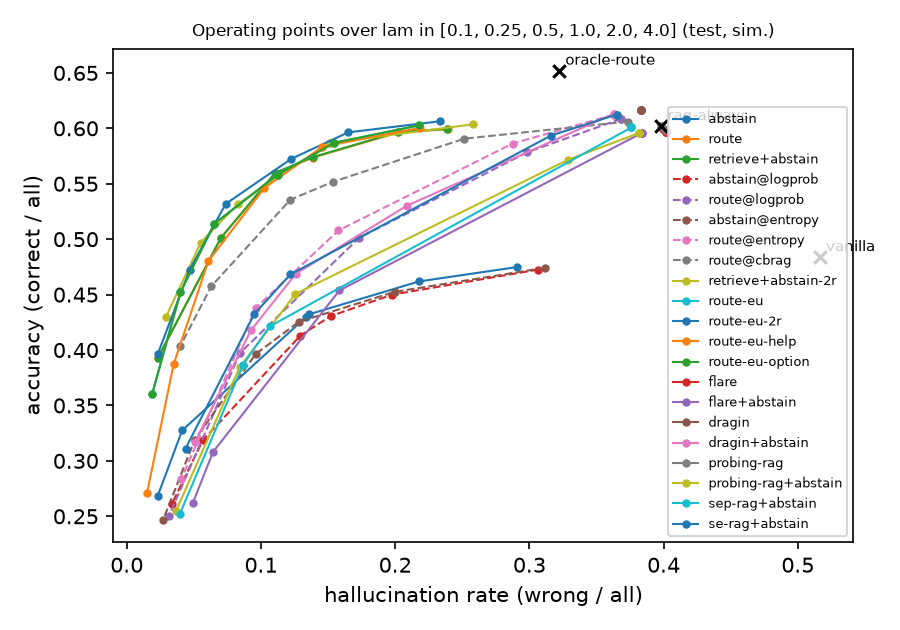 Operating points over lam in [0.1, 0.25, 0.5, 1.0, 2.0, 4.0] (test, sim.)
oracle-route
vanilla
abstain
route
retrieve+abstain
abstain@logprob
route@logprob
abstain@entropy
route@entropy
route@cbrag
retrieve+abstain-2r
route-eu
route-eu-2r
route-eu-help
route-eu-option
flare
flare+abstain
dragin
dragin+abstain
probing-rag
probing-rag+abstain
sep-rag+abstain
se-rag+abstain
accuracy (correct / all)
0.65
0.60
0.55
0.50
0.45
0.40
0.35
0.30
0.25
0.0 0.1 0.2 0.3 0.4 0.5
hallucination rate (wrong / all)